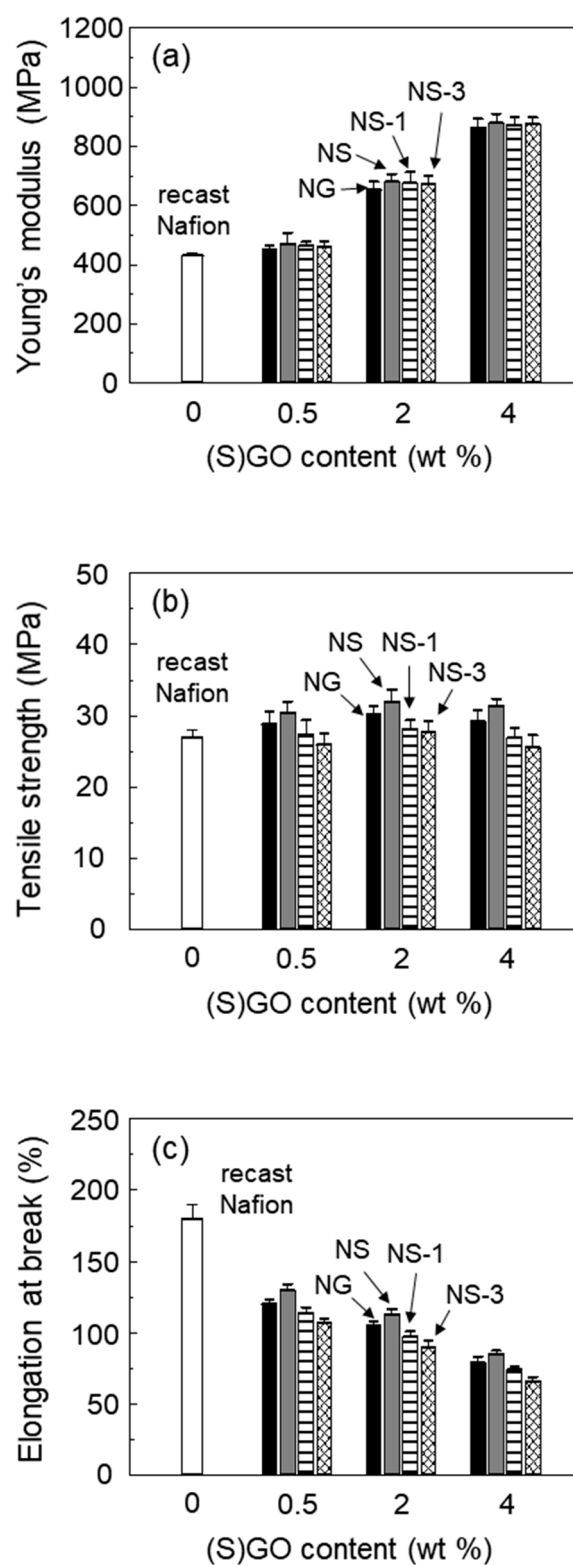 (a)
Young's modulus (MPa)
1200
1000
800
600
400
200
0
recast
Nafion
NG
NS
NS-1
NS-3
0 0.5 2 4
(S)GO content (wt %)
(b)
Tensile strength (MPa)
50
40
30
20
10
0
recast
Nafion
NG
NS
NS-1
NS-3
0 0.5 2 4
(S)GO content (wt %)
(c)
Elongation at break (%)
250
200
150
100
50
0
recast
Nafion
NG
NS
NS-1
NS-3
0 0.5 2 4
(S)GO content (wt %)